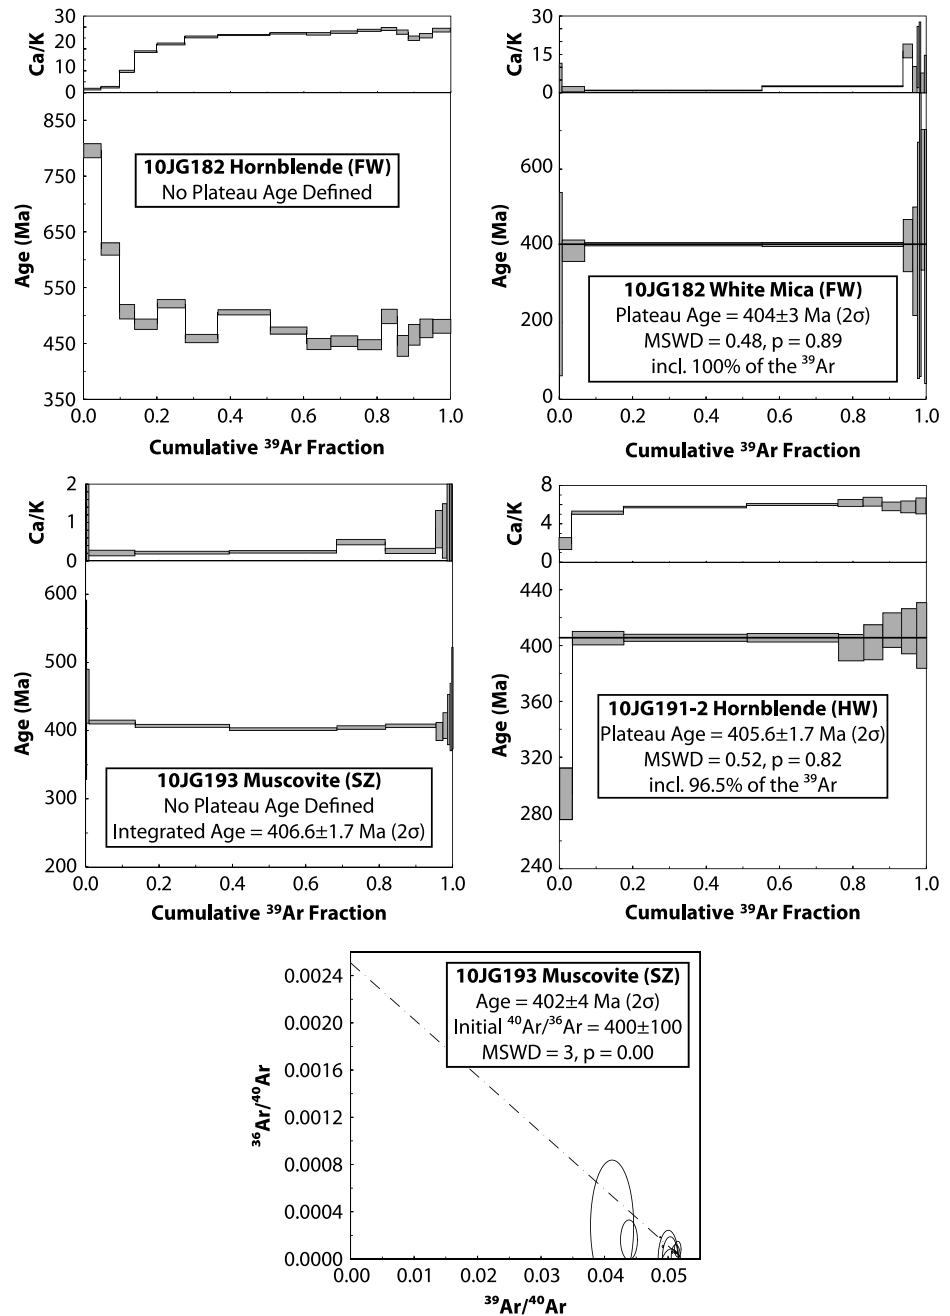 Ca/K
30
20
10
0
Age (Ma)
850
750
650
550
450
350
10JG182 Hornblende (FW)
No Plateau Age Defined
0.0 0.2 0.4 0.6 0.8 1.0
Cumulative ³⁹Ar Fraction
Ca/K
30
15
0
Age (Ma)
600
400
200
0
10JG182 White Mica (FW)
Plateau Age = 404±3 Ma (2σ)
MSWD = 0.48, p = 0.89
incl. 100% of the ³⁹Ar
0.0 0.2 0.4 0.6 0.8 1.0
Cumulative ³⁹Ar Fraction
Ca/K
2
1
0
Age (Ma)
600
500
400
300
200
10JG193 Muscovite (SZ)
No Plateau Age Defined
Integrated Age = 406.6±1.7 Ma (2σ)
0.0 0.2 0.4 0.6 0.8 1.0
Cumulative ³⁹Ar Fraction
Ca/K
8
6
4
2
0
Age (Ma)
440
400
360
320
280
240
10JG191-2 Hornblende (HW)
Plateau Age = 405.6±1.7 Ma (2σ)
MSWD = 0.52, p = 0.82
incl. 96.5% of the ³⁹Ar
0.0 0.2 0.4 0.6 0.8 1.0
Cumulative ³⁹Ar Fraction
³⁶Ar/⁴⁰Ar
0.0024
0.0020
0.0016
0.0012
0.0008
0.0004
0.0000
10JG193 Muscovite (SZ)
Age = 402±4 Ma (2σ)
Initial ⁴⁰Ar/³⁶Ar = 400±100
MSWD = 3, p = 0.00
0.00 0.01 0.02 0.03 0.04 0.05
³⁹Ar/⁴⁰Ar